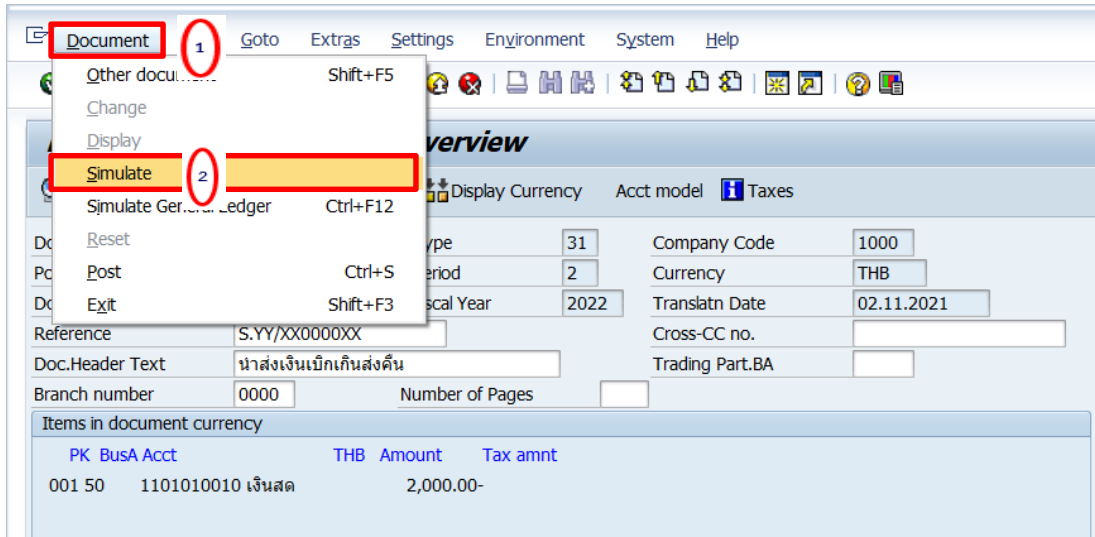 Document 1 Goto Extras Settings Environment System Help
Other Shift+F5
Change
Display
Simulate 2
Simulate General Ledger Ctrl+F12
Reset
Post Ctrl+S
Exit Shift+F3
Display Currency Acct model Taxes
31 Company Code 1000
2 Currency THB
Year 2022 Translatn Date 02.11.2021
Reference S.YY/XX0000XX Cross-CC no.
Doc.Header Text นำส่งเงินเบิกเกินส่งคืน Trading Part.BA
Branch number 0000 Number of Pages
Items in document currency
PK BusA Acct THB Amount Tax amnt
001 50 1101010010 เงินสด 2,000.00-